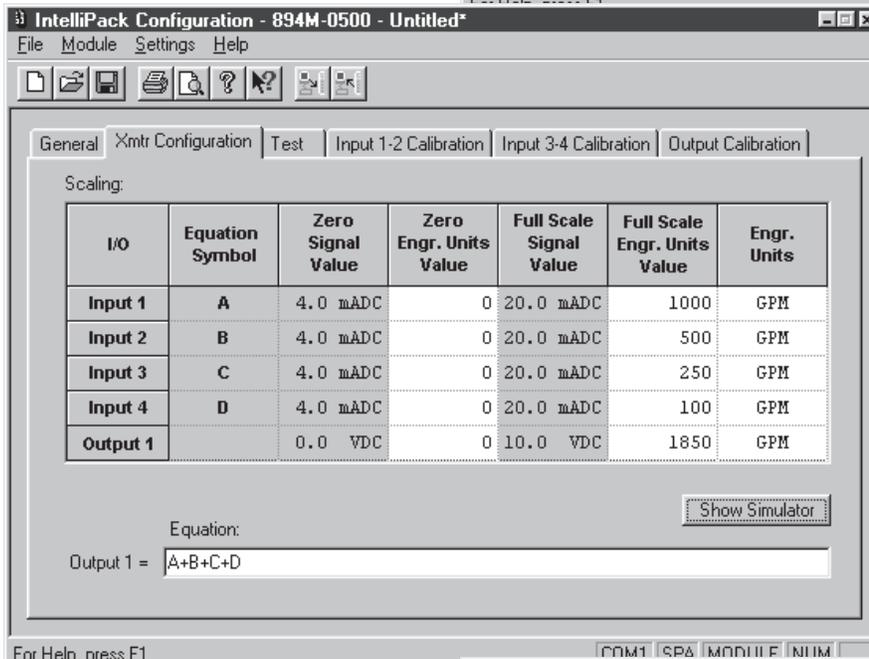 IntelliPack Configuration - 894M-0500 - Untitled*
File Module Settings Help
General Xmtr Configuration Test Input 1-2 Calibration Input 3-4 Calibration Output Calibration
Scaling:
I/O Equation Symbol Zero Signal Value Zero Engr. Units Value Full Scale Signal Value Full Scale Engr. Units Value Engr. Units
Input 1 A 4.0 mADC 0 20.0 mADC 1000 GPM
Input 2 B 4.0 mADC 0 20.0 mADC 500 GPM
Input 3 C 4.0 mADC 0 20.0 mADC 250 GPM
Input 4 D 4.0 mADC 0 20.0 mADC 100 GPM
Output 1 0.0 VDC 0 10.0 VDC 1850 GPM
Show Simulator
Equation:
Output 1 = A+B+C+D
For Help, press F1 COM1 SPA MODULE NUM